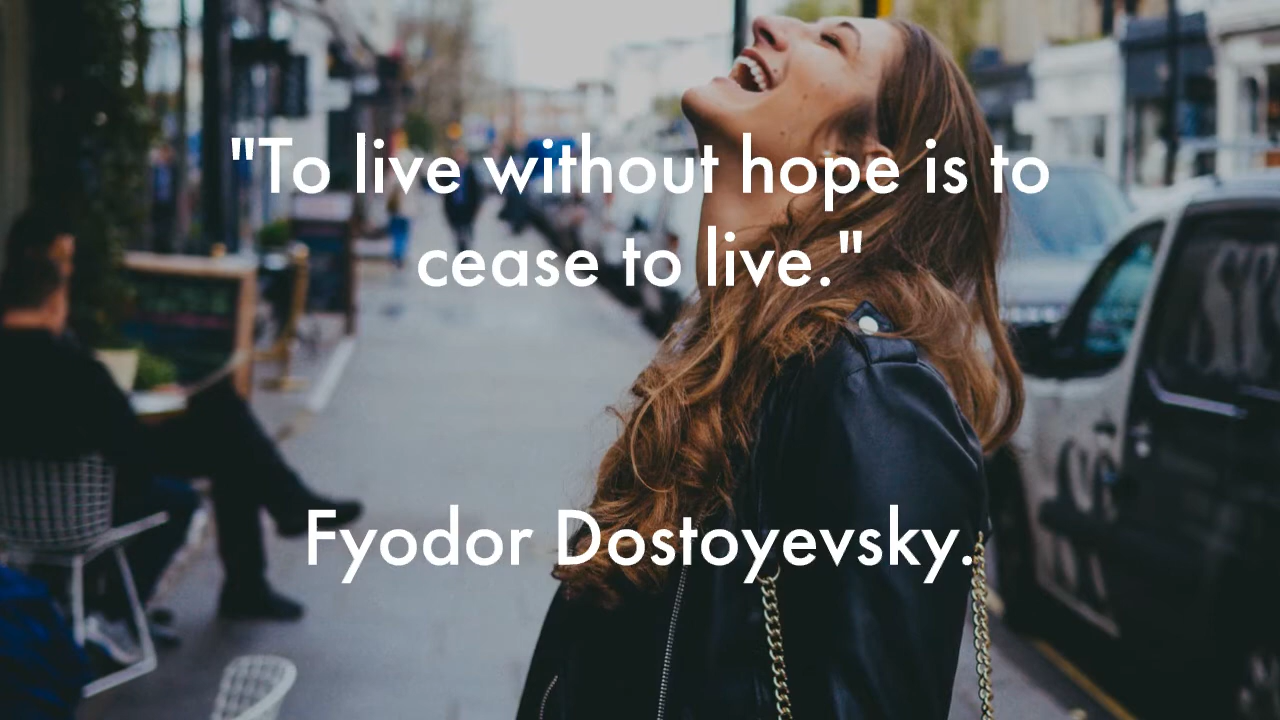 "To live without hope is to
cease to live."
Fyodor Dostoyevsky.